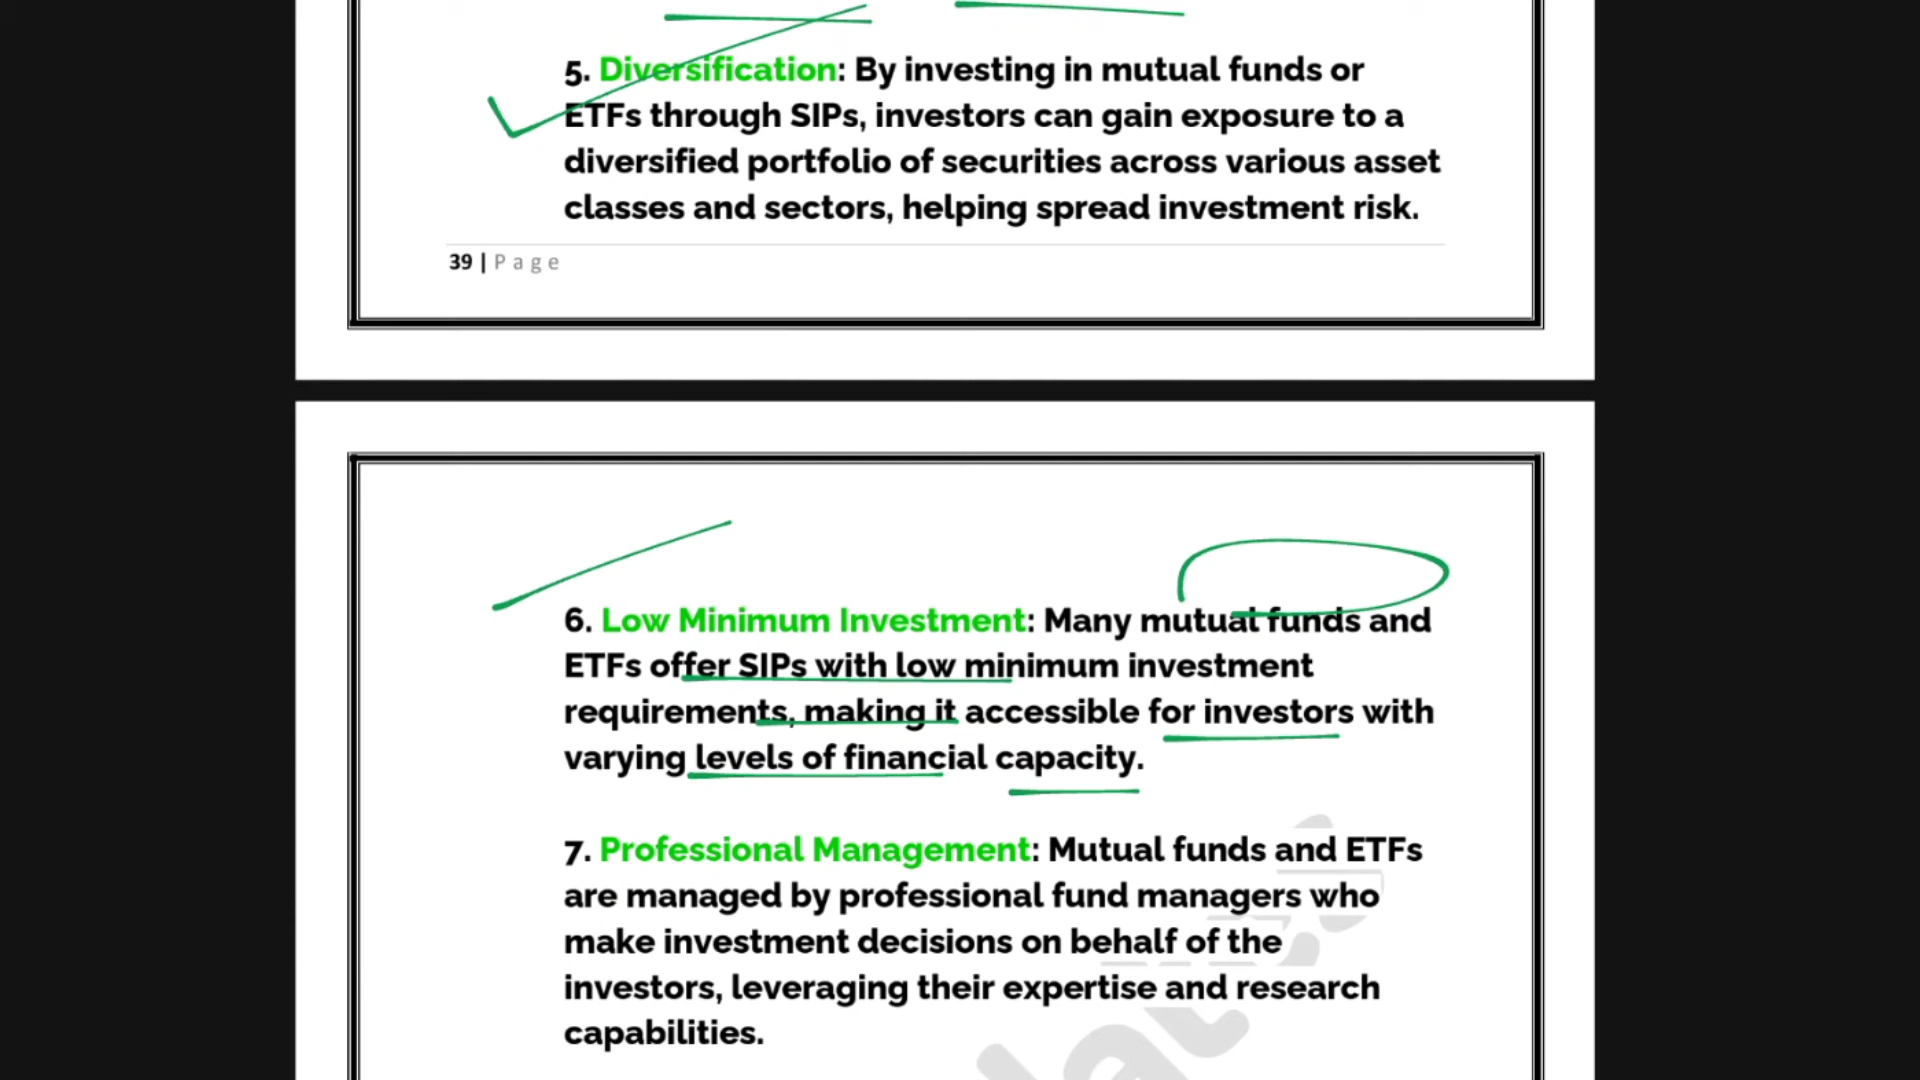 5. Diversification: By investing in mutual funds or
ETFs through SIPs, investors can gain exposure to a
diversified portfolio of securities across various asset
classes and sectors, helping spread investment risk.
39 | Page
6. Low Minimum Investment: Many mutual funds and
ETFs offer SIPs with low minimum investment
requirements, making it accessible for investors with
varying levels of financial capacity.
7. Professional Management: Mutual funds and ETFs
are managed by professional fund managers who
make investment decisions on behalf of the
investors, leveraging their expertise and research
capabilities.